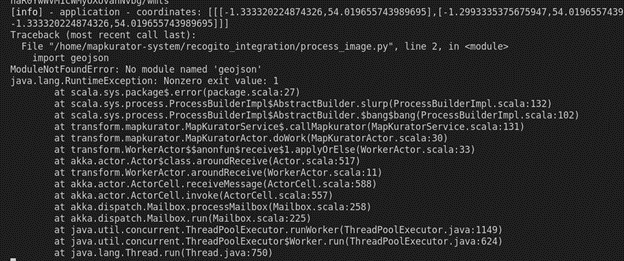 [info] - application - coordinates: [[[-1.333320224874326,54.019655743989695],[-1.2993335375675947,54.0196557439
-1.333320224874326,54.019655743989695]]]
Traceback (most recent call last):
  File "/home/mapkurator-system/recogito_integration/process_image.py", line 2, in <module>
    import geojson
ModuleNotFoundError: No module named 'geojson'
java.lang.RuntimeException: Nonzero exit value: 1
        at scala.sys.package$.error(package.scala:27)
        at scala.sys.process.ProcessBuilderImpl$AbstractBuilder.slurp(ProcessBuilderImpl.scala:132)
        at scala.sys.process.ProcessBuilderImpl$AbstractBuilder.$bang$bang(ProcessBuilderImpl.scala:102)
        at transform.mapkurator.MapKuratorService$.callMapkurator(MapKuratorService.scala:131)
        at transform.mapkurator.MapKuratorActor.doWork(MapKuratorActor.scala:30)
        at transform.WorkerActor$$anonfun$receive$1.applyOrElse(WorkerActor.scala:33)
        at akka.actor.Actor$class.aroundReceive(Actor.scala:517)
        at transform.WorkerActor.aroundReceive(WorkerActor.scala:11)
        at akka.actor.ActorCell.receiveMessage(ActorCell.scala:588)
        at akka.actor.ActorCell.invoke(ActorCell.scala:557)
        at akka.dispatch.Mailbox.processMailbox(Mailbox.scala:258)
        at akka.dispatch.Mailbox.run(Mailbox.scala:225)
        at java.util.concurrent.ThreadPoolExecutor.runWorker(ThreadPoolExecutor.java:1149)
        at java.util.concurrent.ThreadPoolExecutor$Worker.run(ThreadPoolExecutor.java:624)
        at java.lang.Thread.run(Thread.java:750)